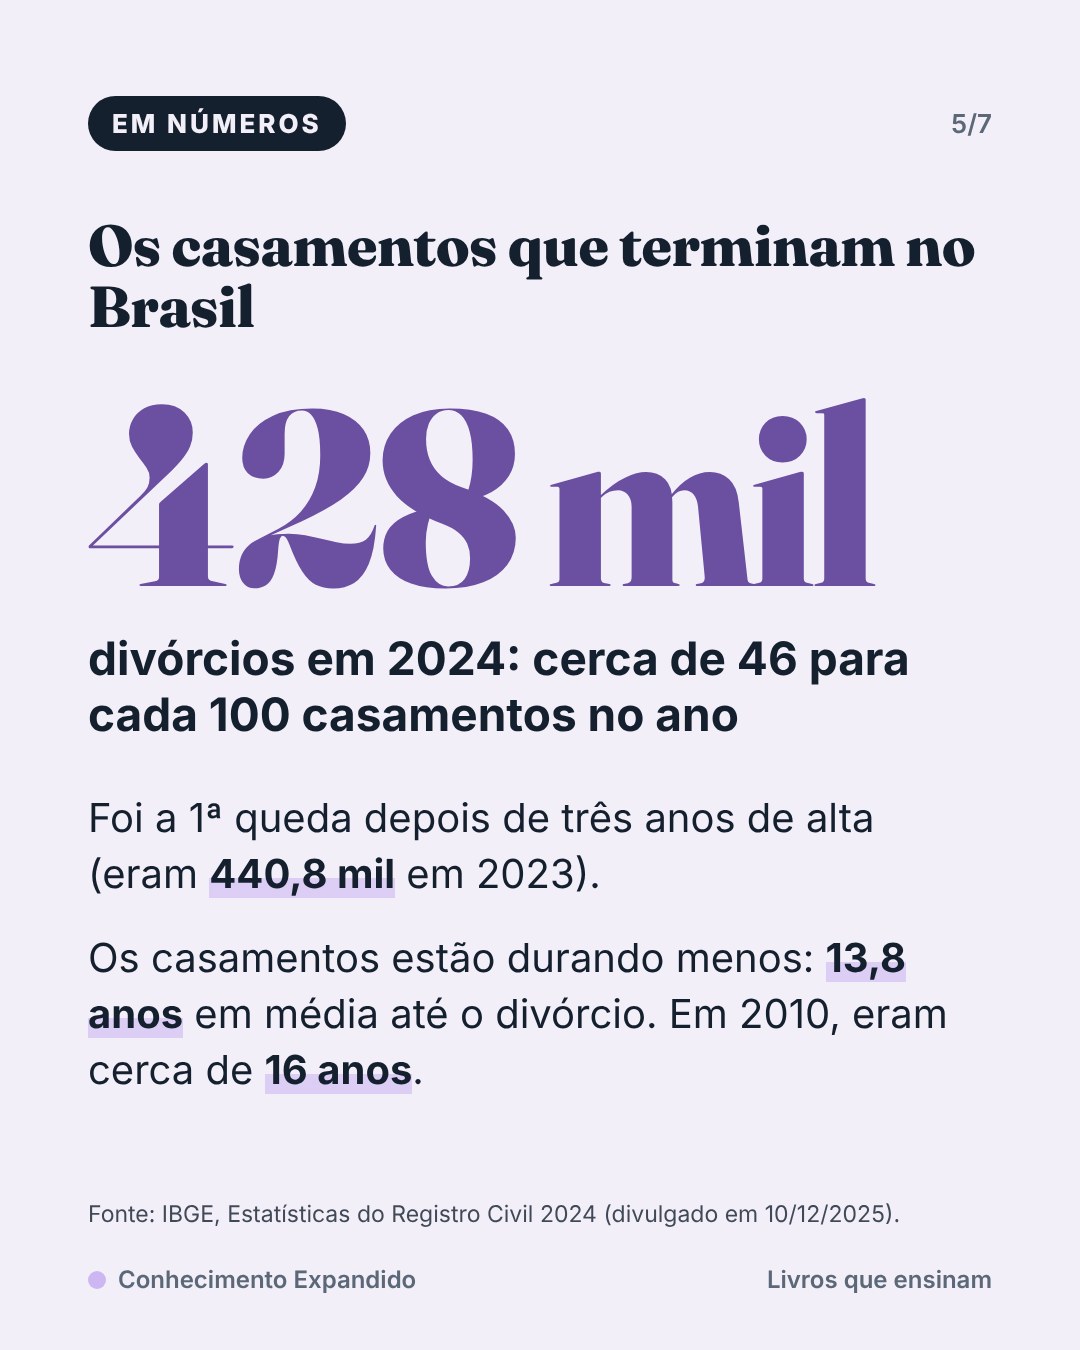 EM NÚMEROS
5/7
Os casamentos que terminam no
Brasil
428 mil
divórcios em 2024: cerca de 46 para
cada 100 casamentos no ano
Foi a 1ª queda depois de três anos de alta
(eram 440,8 mil em 2023).
Os casamentos estão durando menos: 13,8
anos em média até o divórcio. Em 2010, eram
cerca de 16 anos.
Fonte: IBGE, Estatísticas do Registro Civil 2024 (divulgado em 10/12/2025).
Conhecimento Expandido
Livros que ensinam